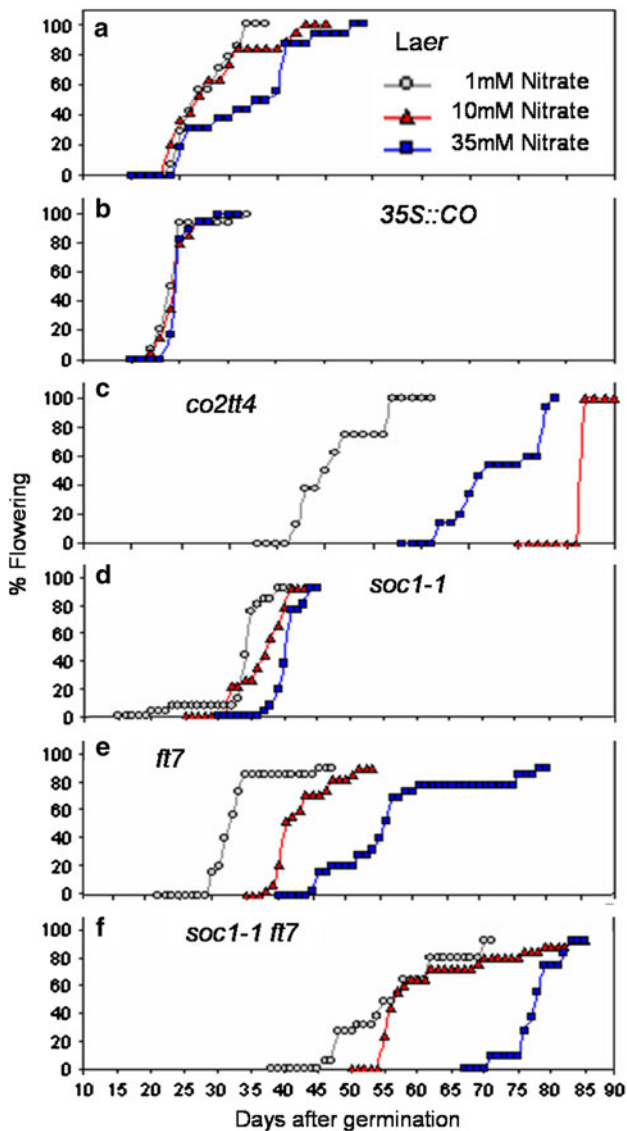 a
Laer
1mM Nitrate
10mM Nitrate
35mM Nitrate
100
80
60
40
20
0
b
35S::CO
100
80
60
40
20
0
c
co2tt4
100
80
60
40
20
0
d
soc1-1
100
80
60
40
20
0
e
ft7
100
80
60
40
20
0
f
soc1-1 ft7
100
80
60
40
20
0
% Flowering
10 15 20 25 30 35 40 45 50 55 60 65 70 75 80 85 90
Days after germination